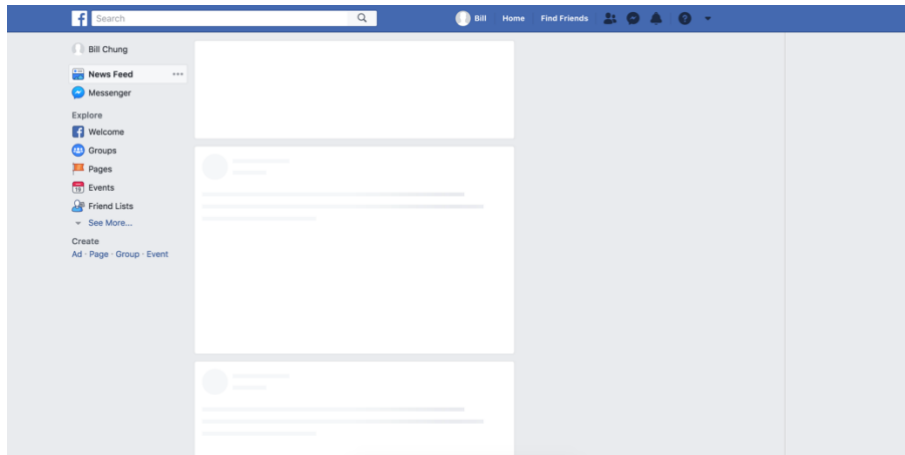 Search
Bill Home Find Friends
Bill Chung
News Feed
Messenger
Explore
Welcome
Groups
Pages
Events
Friend Lists
See More...
Create
Ad · Page · Group · Event